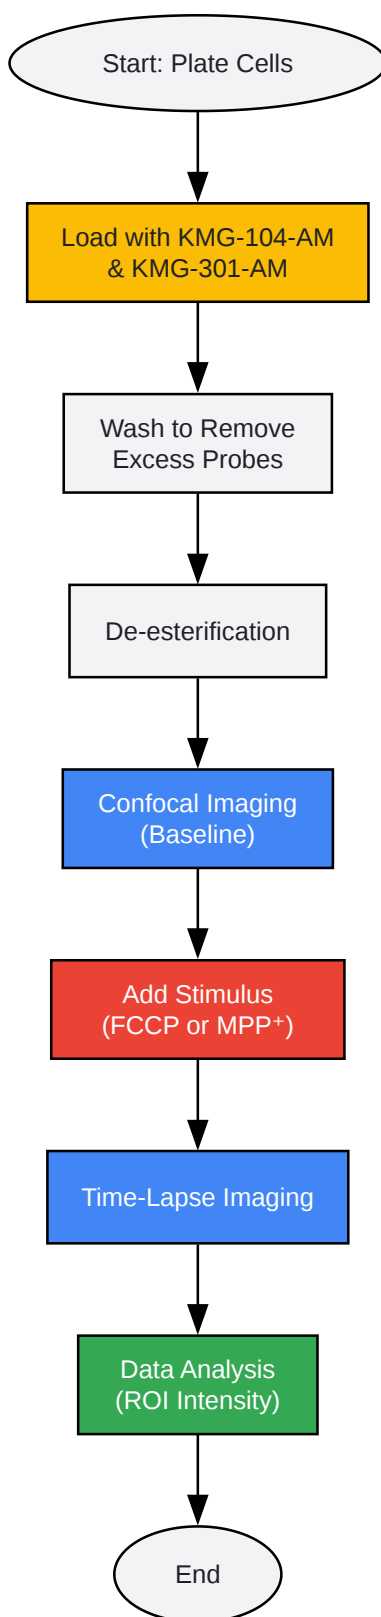 Start: Plate Cells
Load with KMG-104-AM
& KMG-301-AM
Wash to Remove
Excess Probes
De-esterification
Confocal Imaging
(Baseline)
Add Stimulus
(FCCP or MPP⁺)
Time-Lapse Imaging
Data Analysis
(ROI Intensity)
End